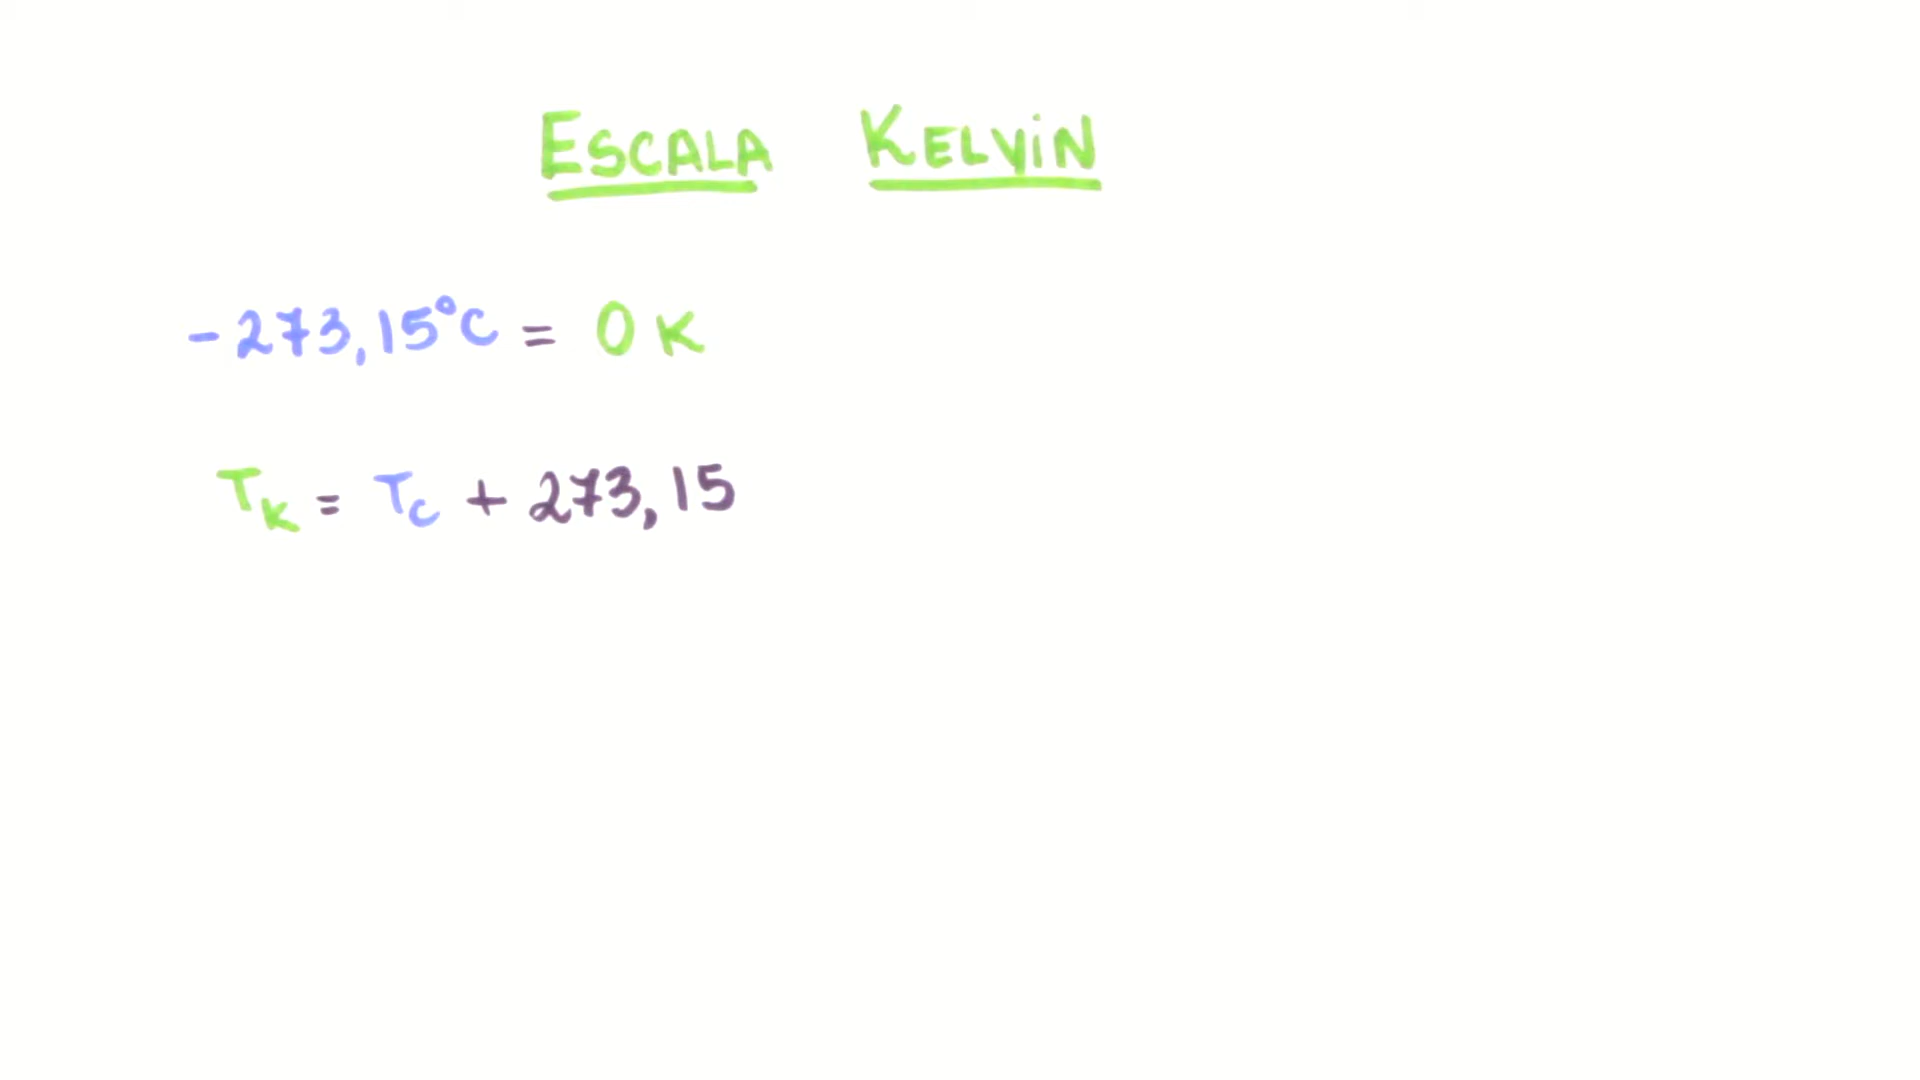 ESCALA KELViN
-273,15°C = 0 K
TK = TC + 273,15